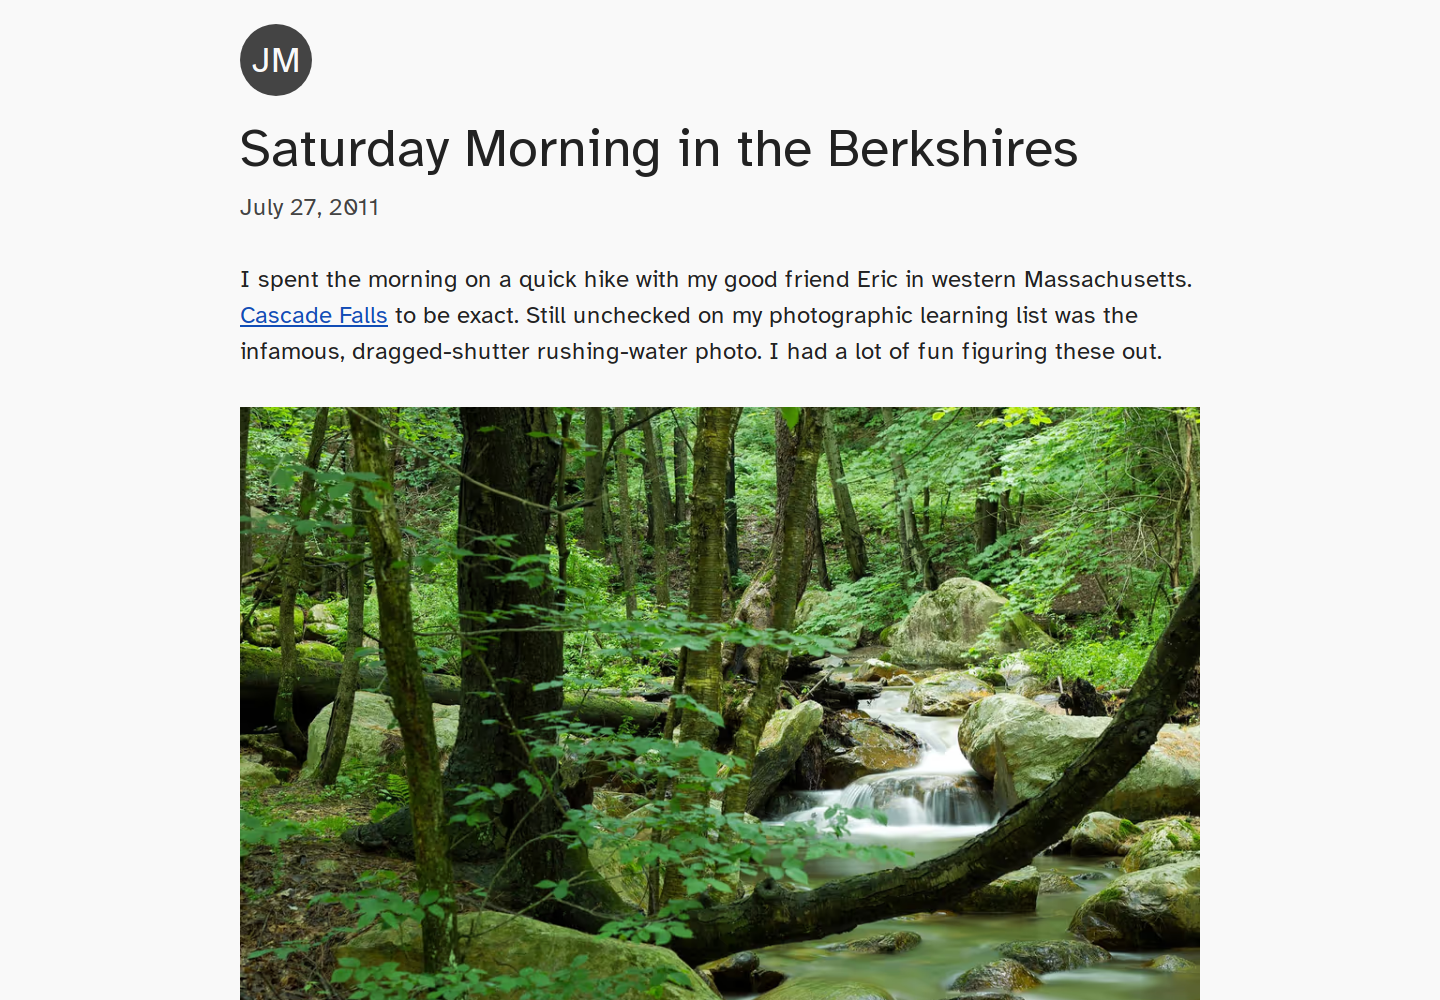 JM
Saturday Morning in the Berkshires
July 27, 2011
I spent the morning on a quick hike with my good friend Eric in western Massachusetts.
Cascade Falls to be exact. Still unchecked on my photographic learning list was the
infamous, dragged-shutter rushing-water photo. I had a lot of fun figuring these out.